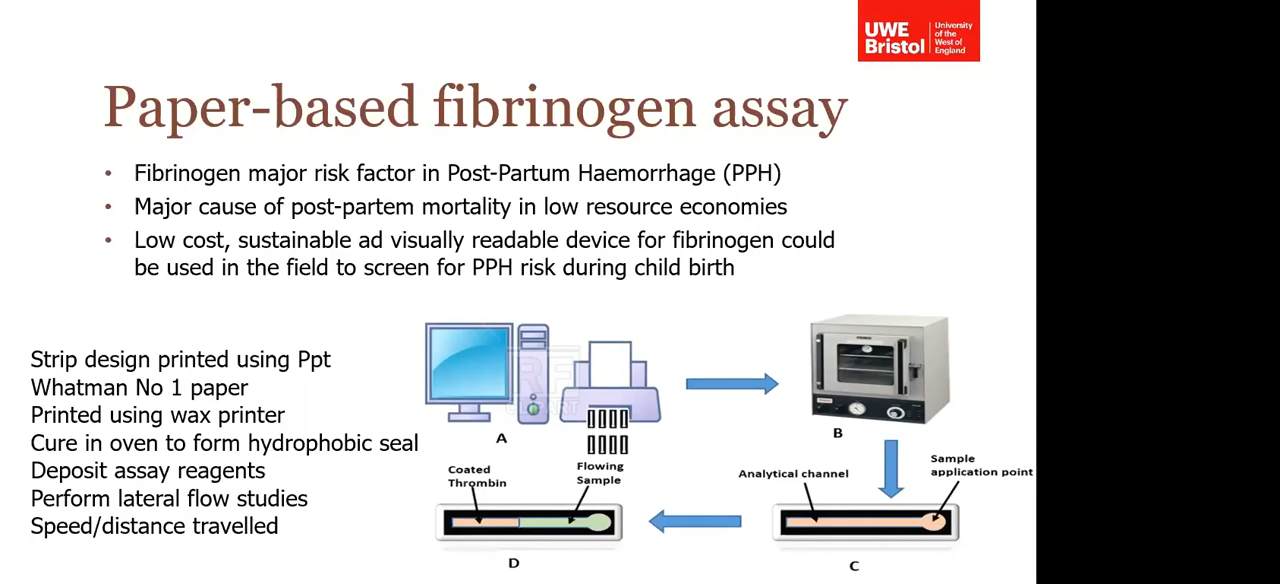 UWE
Bristol
University
of the
West of
England
Paper-based fibrinogen assay
• Fibrinogen major risk factor in Post-Partum Haemorrhage (PPH)
• Major cause of post-partem mortality in low resource economies
• Low cost, sustainable ad visually readable device for fibrinogen could
be used in the field to screen for PPH risk during child birth
Strip design printed using Ppt
Whatman No 1 paper
Printed using wax printer
Cure in oven to form hydrophobic seal
Deposit assay reagents
Perform lateral flow studies
Speed/distance travelled
A
B
Coated
Thrombin
Flowing
Sample
Analytical channel
Sample
application point
D
C